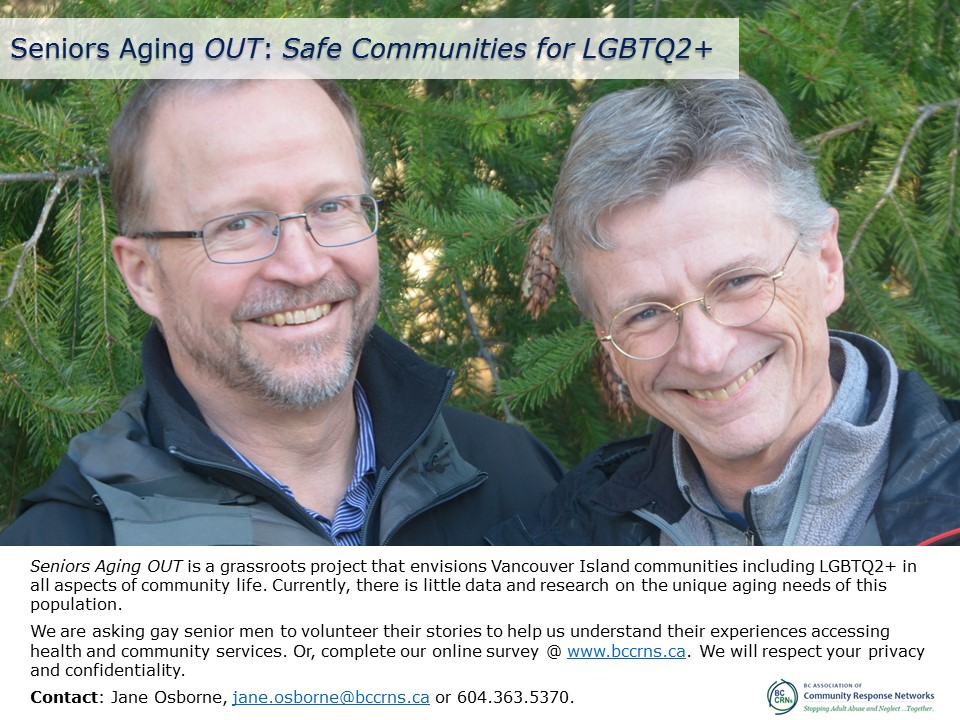 Seniors Aging OUT: Safe Communities for LGBTQ2+
Seniors Aging OUT is a grassroots project that envisions Vancouver Island communities including LGBTQ2+ in
all aspects of community life. Currently, there is little data and research on the unique aging needs of this
population.
We are asking gay senior men to volunteer their stories to help us understand their experiences accessing
health and community services. Or, complete our online survey @ www.bccrns.ca. We will respect your privacy
and confidentiality.
Contact: Jane Osborne, jane.osborne@bccrns.ca or 604.363.5370.
BC
CRNs
BC ASSOCIATION OF
Community Response Networks
Stopping Adult Abuse and Neglect ...Together.